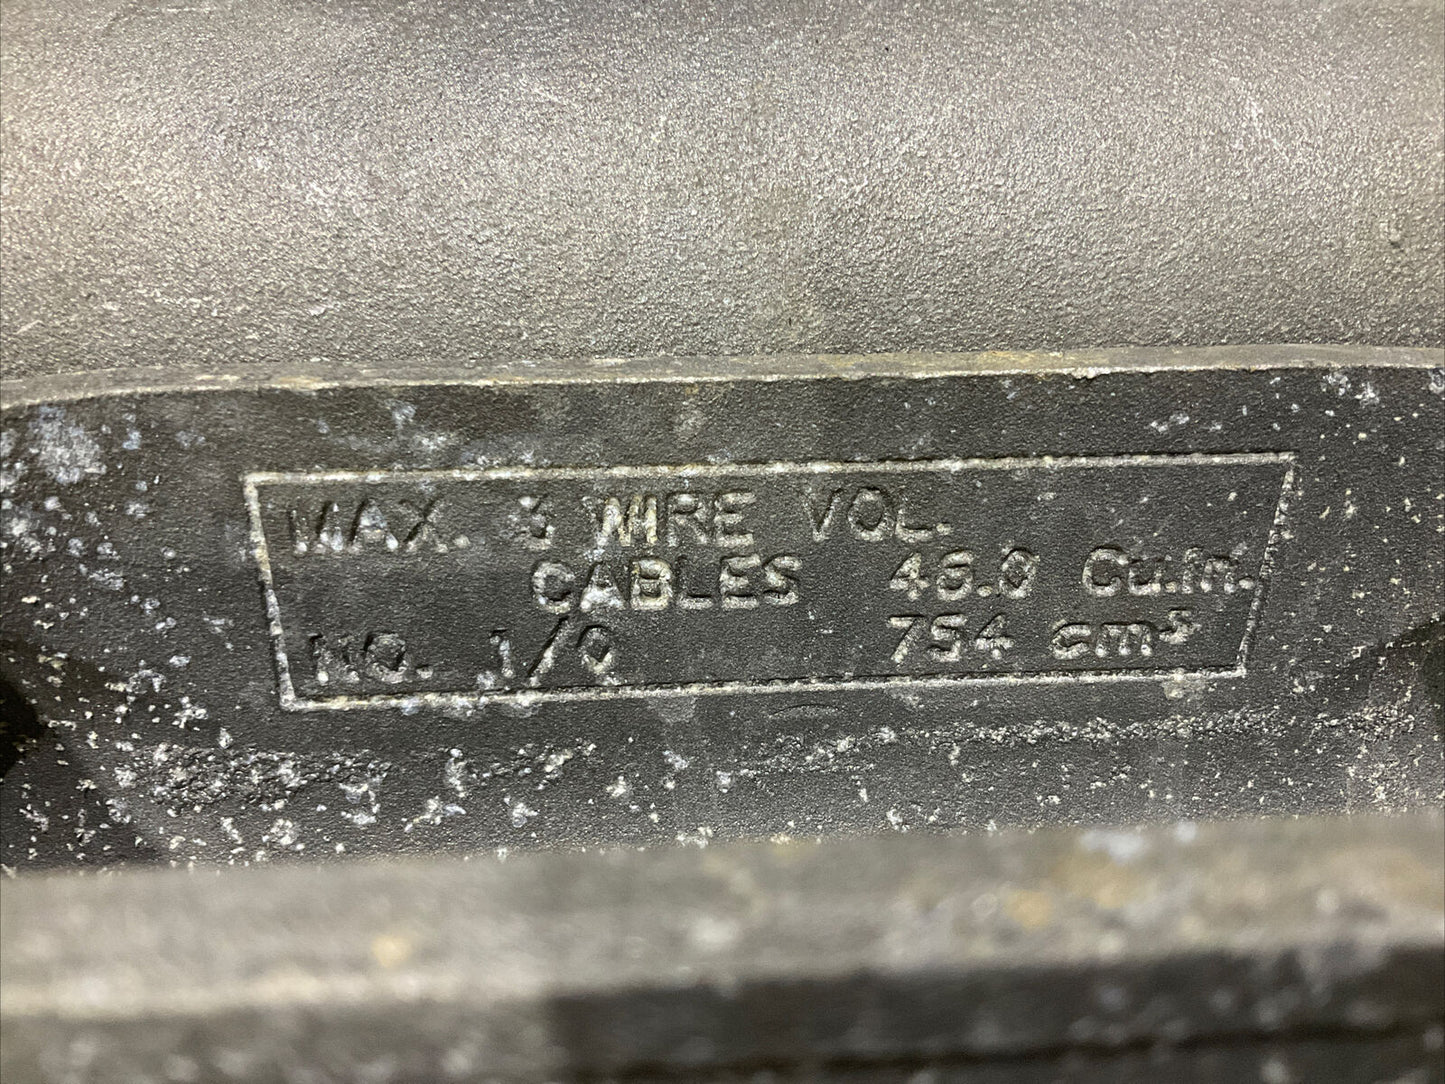 MAX. 3 WIRE VOL.
CABLES 46.0 Cu.in.
NO. 1/0 754 cm³